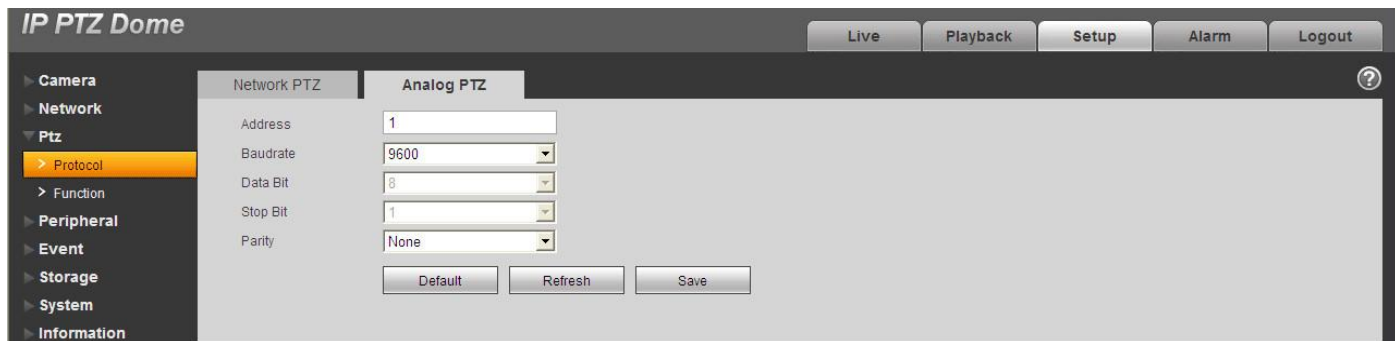 IP PTZ Dome
Live Playback Setup Alarm Logout
Camera
Network
Ptz
> Protocol
> Function
Peripheral
Event
Storage
System
Information
Network PTZ Analog PTZ
?
Address 1
Baudrate 9600
Data Bit 8
Stop Bit 1
Parity None
Default Refresh Save